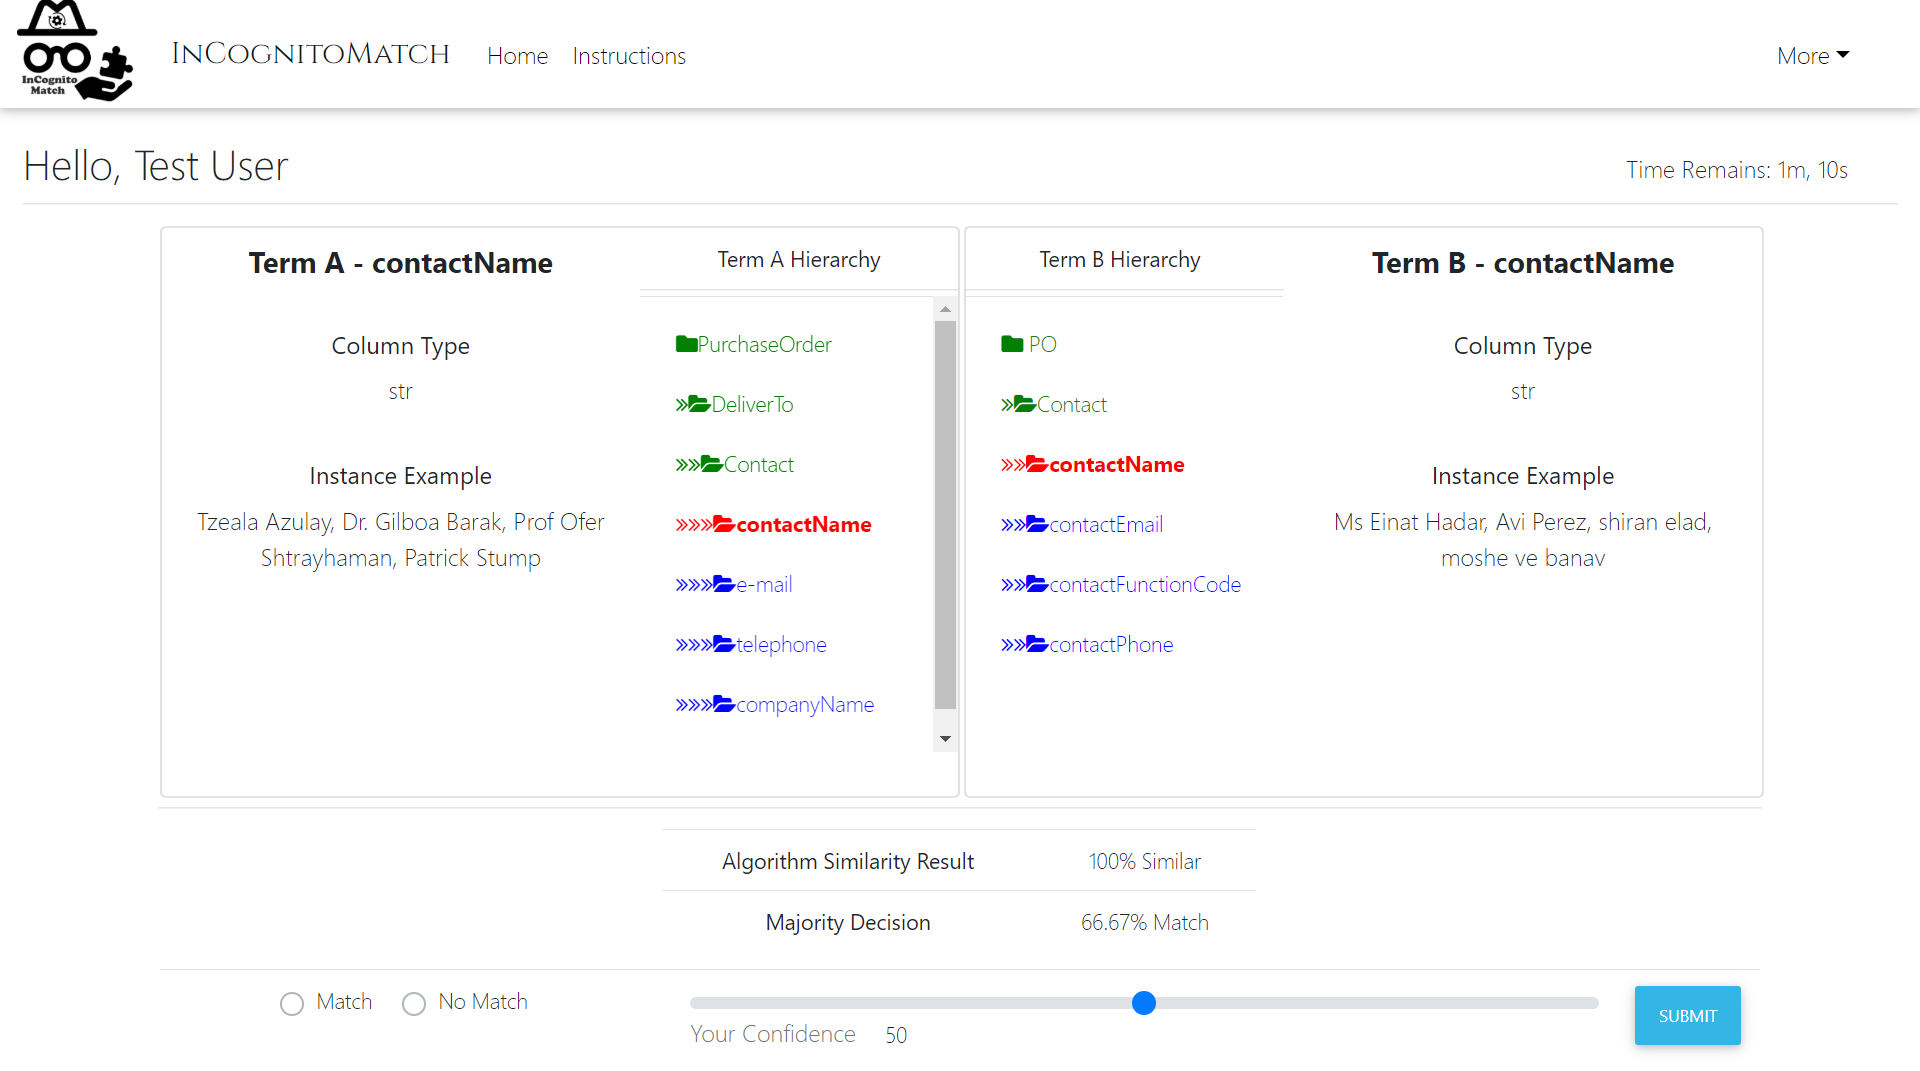 InCognito
Match
InCognitoMatch
Home
Instructions
More
Hello, Test User
Time Remains: 1m, 10s
Term A - contactName
Column Type
str
Instance Example
Tzeala Azulay, Dr. Gilboa Barak, Prof Ofer
Shtrayhaman, Patrick Stump
Term A Hierarchy
PurchaseOrder
»DeliverTo
»»Contact
»»»contactName
»»»e-mail
»»»telephone
»»»companyName
Term B Hierarchy
PO
»Contact
»»contactName
»»contactEmail
»»contactFunctionCode
»»contactPhone
Term B - contactName
Column Type
str
Instance Example
Ms Einat Hadar, Avi Perez, shiran elad,
moshe ve banav
Algorithm Similarity Result 100% Similar
Majority Decision 66.67% Match
Match No Match
Your Confidence 50
SUBMIT